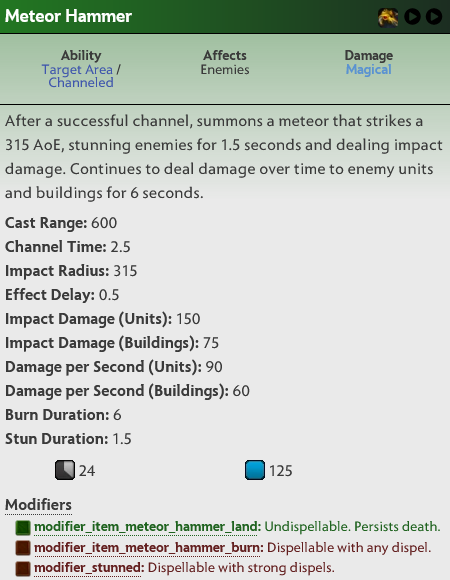 Meteor Hammer
Ability Affects Damage
Target Area / Enemies Magical
Channeled
After a successful channel, summons a meteor that strikes a
315 AoE, stunning enemies for 1.5 seconds and dealing impact
damage. Continues to deal damage over time to enemy units
and buildings for 6 seconds.
Cast Range: 600
Channel Time: 2.5
Impact Radius: 315
Effect Delay: 0.5
Impact Damage (Units): 150
Impact Damage (Buildings): 75
Damage per Second (Units): 90
Damage per Second (Buildings): 60
Burn Duration: 6
Stun Duration: 1.5
24 125
Modifiers
modifier_item_meteor_hammer_land: Undispellable. Persists death.
modifier_item_meteor_hammer_burn: Dispellable with any dispel.
modifier_stunned: Dispellable with strong dispels.